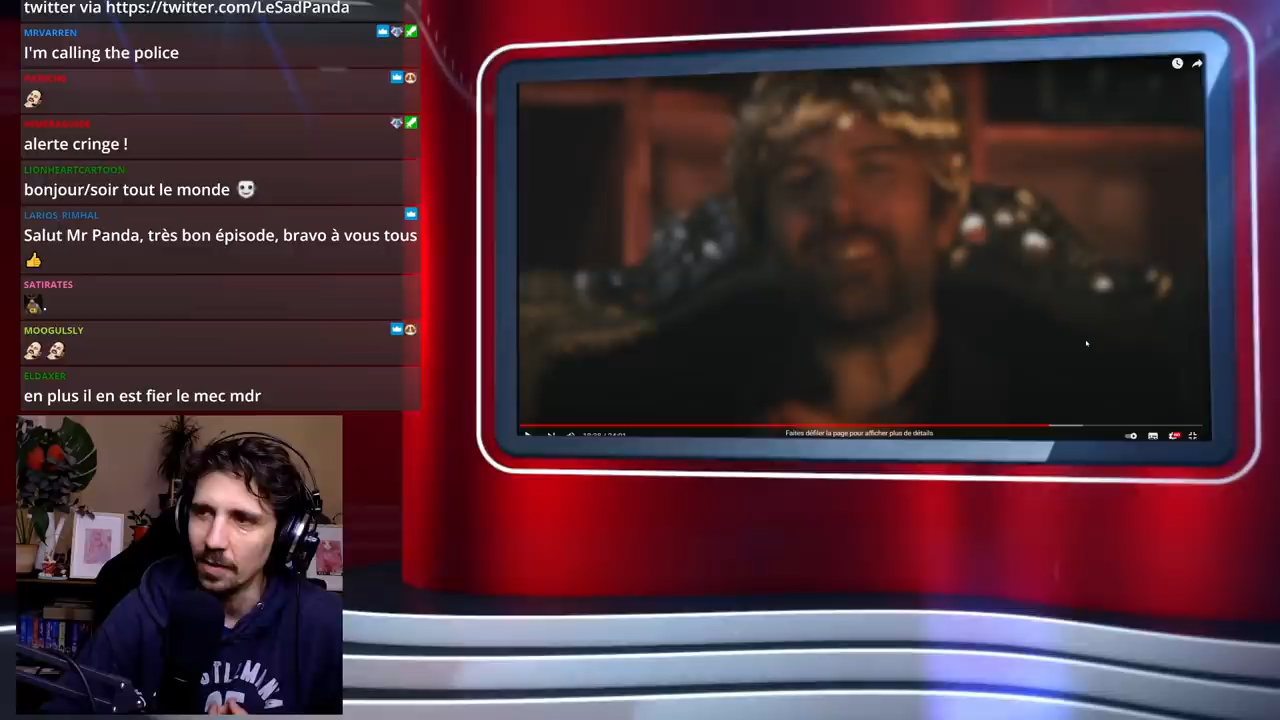 twitter via https://twitter.com/LeSadPanda
MRVARREN
I'm calling the police
alerte cringe !
LIONHEARTCARTOON
bonjour/soir tout le monde
LARIOS_RIMHAL
Salut Mr Panda, très bon épisode, bravo à vous tous
SATIRATES
.
MOOGULSLY
ELDAXER
en plus il en est fier le mec mdr
Faites défiler la page pour afficher plus de détails